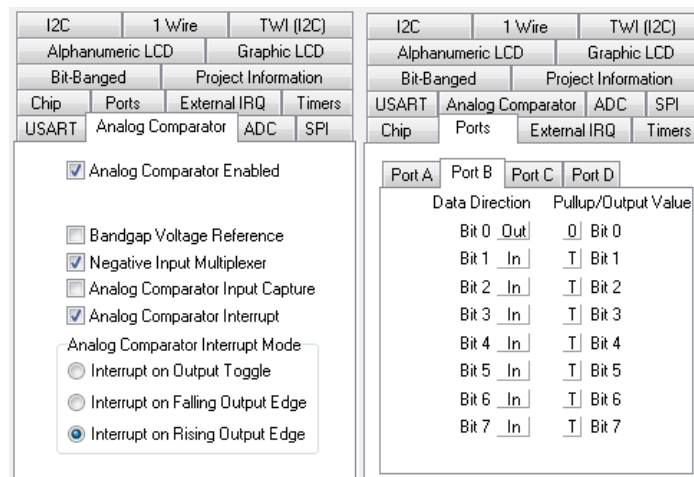 I2C 1 Wire TWI (I2C)
Alphanumeric LCD Graphic LCD
Bit-Banged Project Information
Chip Ports External IRQ Timers
USART Analog Comparator ADC SPI
Analog Comparator Enabled
Bandgap Voltage Reference
Negative Input Multiplexer
Analog Comparator Input Capture
Analog Comparator Interrupt
Analog Comparator Interrupt Mode
Interrupt on Output Toggle
Interrupt on Falling Output Edge
Interrupt on Rising Output Edge
I2C 1 Wire TWI (I2C)
Alphanumeric LCD Graphic LCD
Bit-Banged Project Information
USART Analog Comparator ADC SPI
Chip Ports External IRQ Timers
Port A Port B Port C Port D
Data Direction Pullup/Output Value
Bit 0 Out 0 Bit 0
Bit 1 In T Bit 1
Bit 2 In T Bit 2
Bit 3 In T Bit 3
Bit 4 In T Bit 4
Bit 5 In T Bit 5
Bit 6 In T Bit 6
Bit 7 In T Bit 7